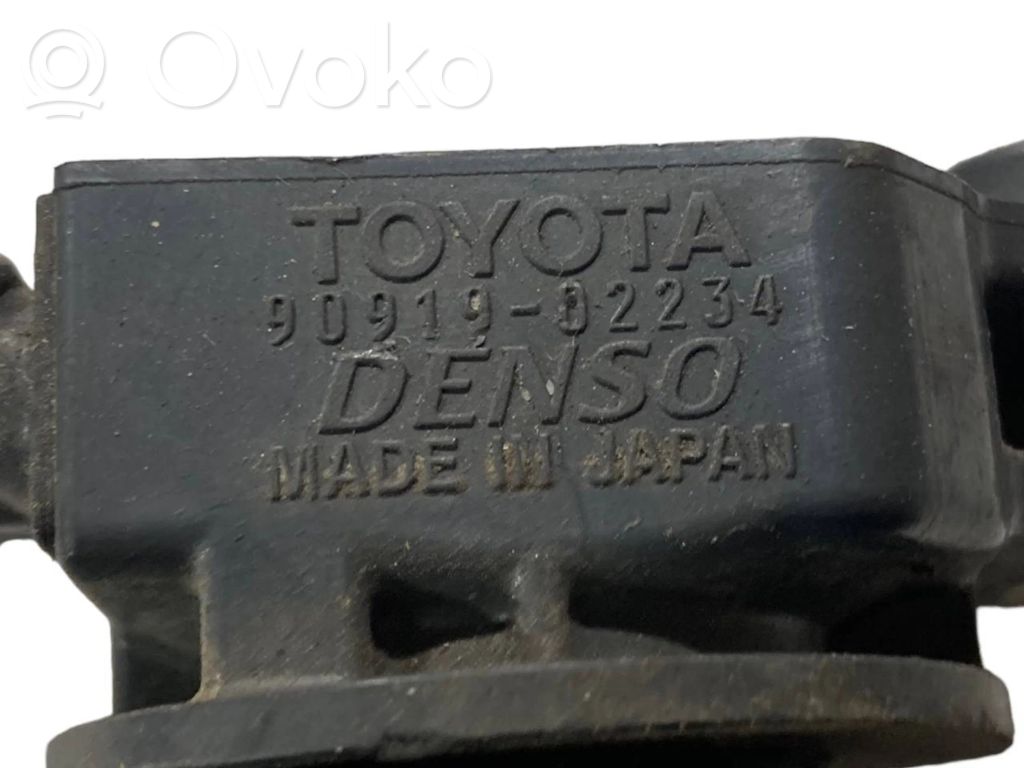 Ovoko
TOYOTA
90919-02234
DENSO
MADE IN JAPAN